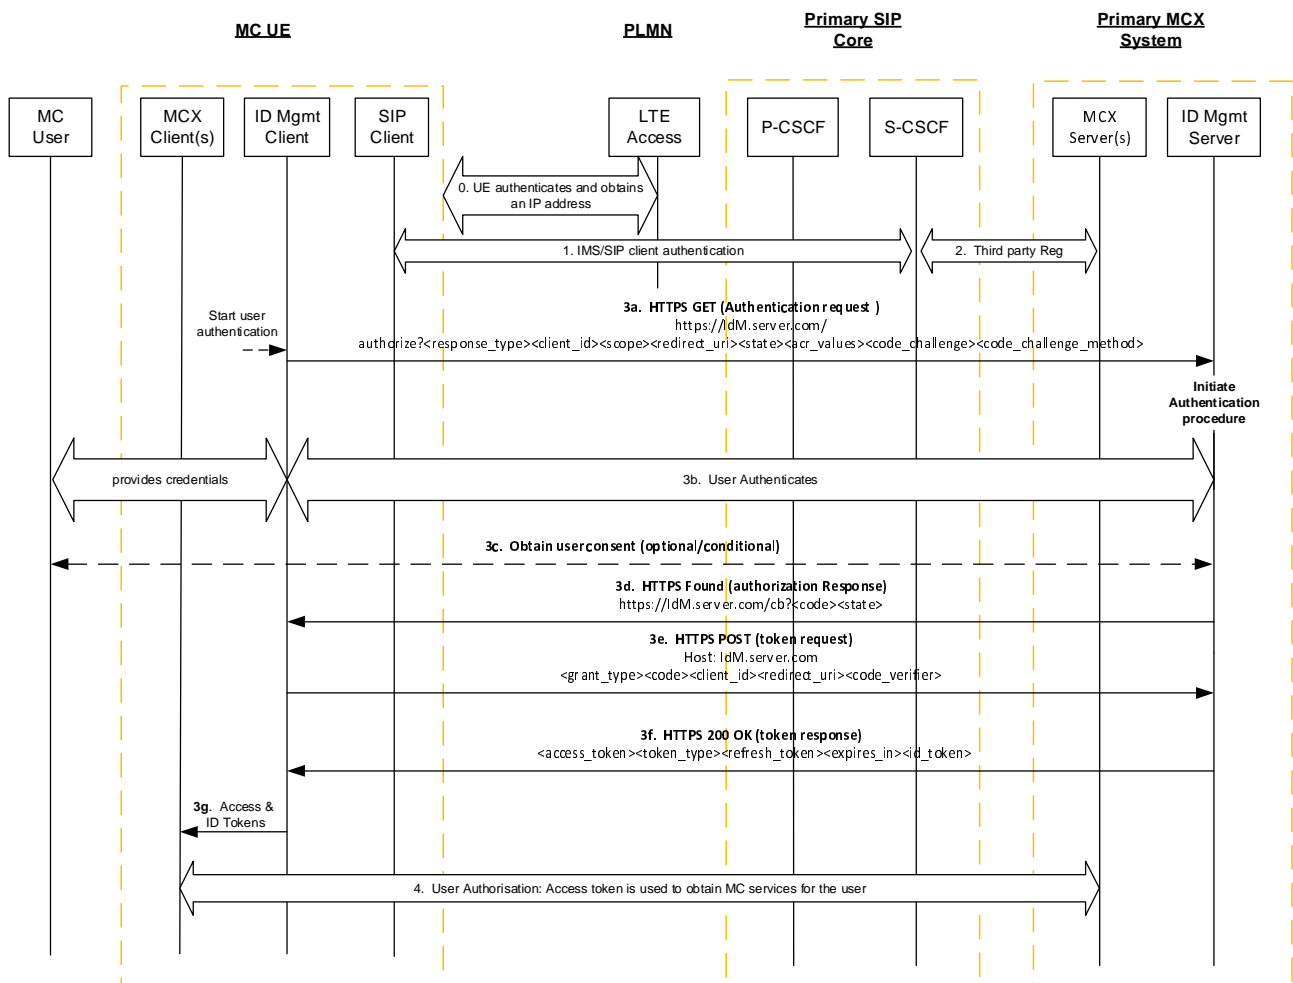 MC UE
PLMN
Primary SIP
Core
Primary MCX
System
MC
User
MCX
Client(s)
ID Mgmt
Client
SIP
Client
LTE
Access
P-CSCF
S-CSCF
MCX
Server(s)
ID Mgmt
Server
0. UE authenticates and obtains
an IP address
1. IMS/SIP client authentication
2. Third party Reg
Start user
authentication
3a. HTTPS GET (Authentication request )
https://IdM.server.com/
authorize?<response_type><client_id><scope><redirect_uri><state><acr_values><code_challenge><code_challenge_method>
Initiate
Authentication
procedure
provides credentials
3b. User Authenticates
3c. Obtain user consent (optional/conditional)
3d. HTTPS Found (authorization Response)
https://IdM.server.com/cb?<code><state>
3e. HTTPS POST (token request)
Host: IdM.server.com
<grant_type><code><client_id><redirect_uri><code_verifier>
3f. HTTPS 200 OK (token response)
<access_token><token_type><refresh_token><expires_in><id_token>
3g. Access &
ID Tokens
4. User Authorisation: Access token is used to obtain MC services for the user